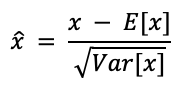 x̂ = (x − E[x]) / √Var[x]